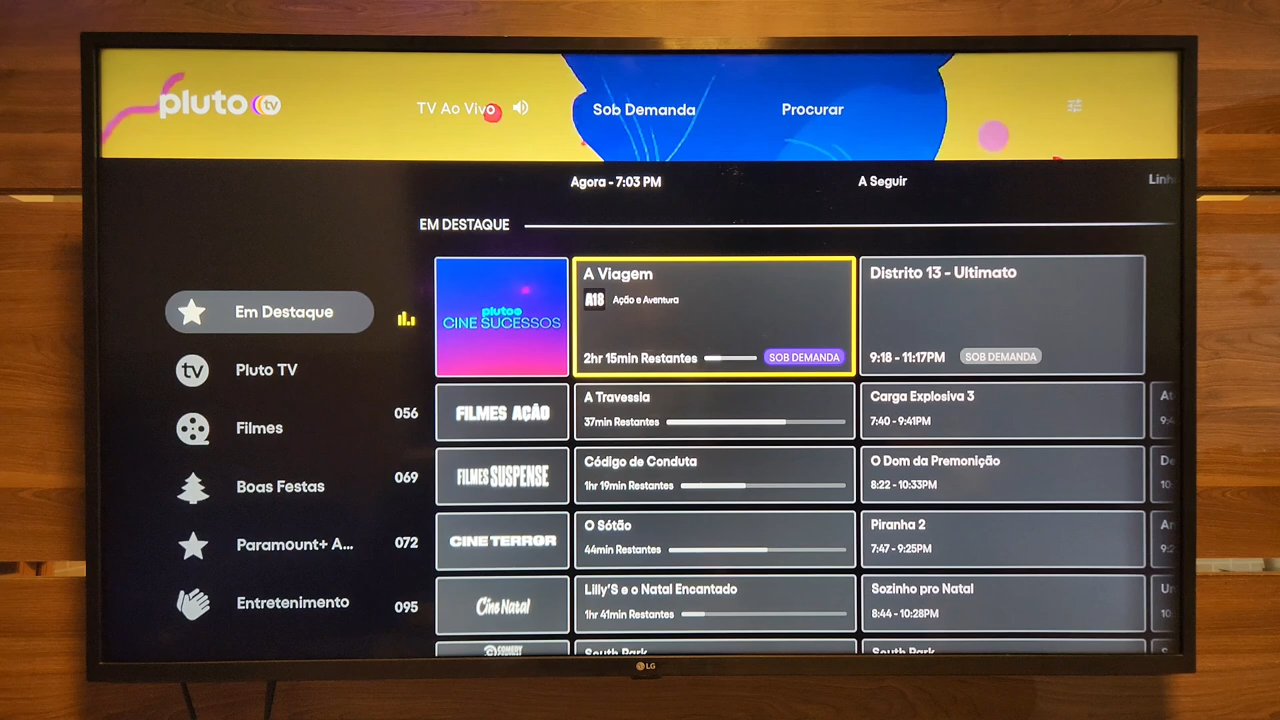 pluto tv
TV Ao Vivo
Sob Demanda
Procurar
Agora - 7:03 PM
A Seguir
EM DESTAQUE
Em Destaque
tv Pluto TV
Filmes
Boas Festas
Paramount+ A...
Entretenimento
pluto tv
CINE SUCESSOS
A Viagem
A18 Ação e Aventura
2hr 15min Restantes
SOB DEMANDA
Distrito 13 - Ultimato
9:18 - 11:17PM
SOB DEMANDA
056
FILMES AÇÃO
A Travessia
37min Restantes
Carga Explosiva 3
7:40 - 9:41PM
069
FILMES SUSPENSE
Código de Conduta
1hr 19min Restantes
O Dom da Premonição
8:22 - 10:33PM
072
CINE TERROR
O Sótão
44min Restantes
Piranha 2
7:47 - 9:25PM
095
Cine Natal
Lilly'S e o Natal Encantado
1hr 41min Restantes
Sozinho pro Natal
8:44 - 10:28PM
COMEDY
South Park
South Park
LG